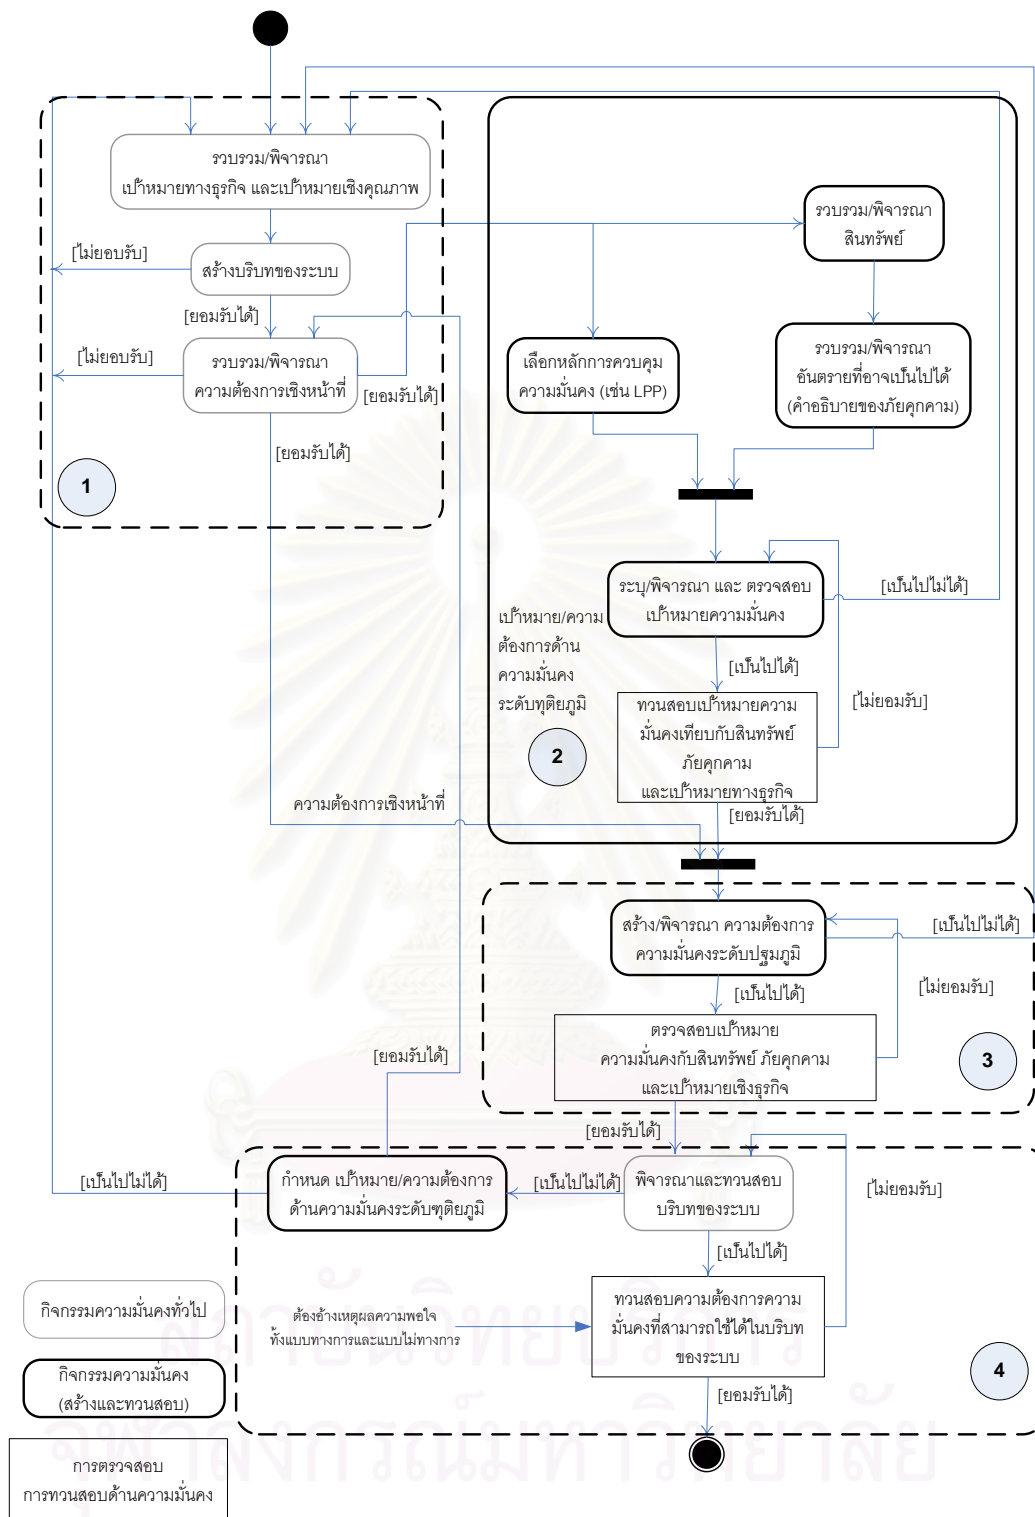 รวบรวม/พิจารณา
เป้าหมายทางธุรกิจ และเป้าหมายเชิงคุณภาพ
[ไม่ยอบรับ]
สร้างบริบทของระบบ
[ยอมรับได้]
[ไม่ยอบรับ]
รวบรวม/พิจารณา
ความต้องการเชิงหน้าที่
[ยอมรับได้]
[ยอมรับได้]
1
รวบรวม/พิจารณา
สินทรัพย์
เลือกหลักการควบคุม
ความมั่นคง (เช่น LPP)
รวบรวม/พิจารณา
อันตรายที่อาจเป็นไปได้
(คำอธิบายของภัยคุกคาม)
ระบุ/พิจารณา และ ตรวจสอบ
เป้าหมายความมั่นคง
[เป็นไปไม่ได้]
เป้าหมาย/ความ
ต้องการด้าน
ความมั่นคง
ระดับทุติยภูมิ
[เป็นไปได้]
[ไม่ยอมรับ]
ทวนสอบเป้าหมายความ
มั่นคงเทียบกับสินทรัพย์
ภัยคุกคาม
และเป้าหมายทางธุรกิจ
2
[ยอมรับได้]
ความต้องการเชิงหน้าที่
สร้าง/พิจารณา ความต้องการ
ความมั่นคงระดับปฐมภูมิ
[เป็นไปไม่ได้]
[เป็นไปได้]
[ไม่ยอมรับ]
ตรวจสอบเป้าหมาย
ความมั่นคงกับสินทรัพย์ ภัยคุกคาม
และเป้าหมายเชิงธุรกิจ
3
[ยอมรับได้]
[ยอมรับได้]
[เป็นไปไม่ได้]
กำหนด เป้าหมาย/ความต้องการ
ด้านความมั่นคงระดับฑุติยภูมิ
[เป็นไปไม่ได้]
พิจารณาและทวนสอบ
บริบทของระบบ
[ไม่ยอมรับ]
[เป็นไปได้]
ต้องอ้างเหตุผลความพอใจ
ทั้งแบบทางการและแบบไม่ทางการ
ทวนสอบความต้องการความ
มั่นคงที่สามารถใช้ได้ในบริบท
ของระบบ
4
[ยอมรับได้]
กิจกรรมความมั่นคงทั่วไป
กิจกรรมความมั่นคง
(สร้างและทวนสอบ)
การตรวจสอบ
การทวนสอบด้านความมั่นคง
สถาบันวิทยบริการ
จุฬาลงกรณ์มหาวิทยาลัย